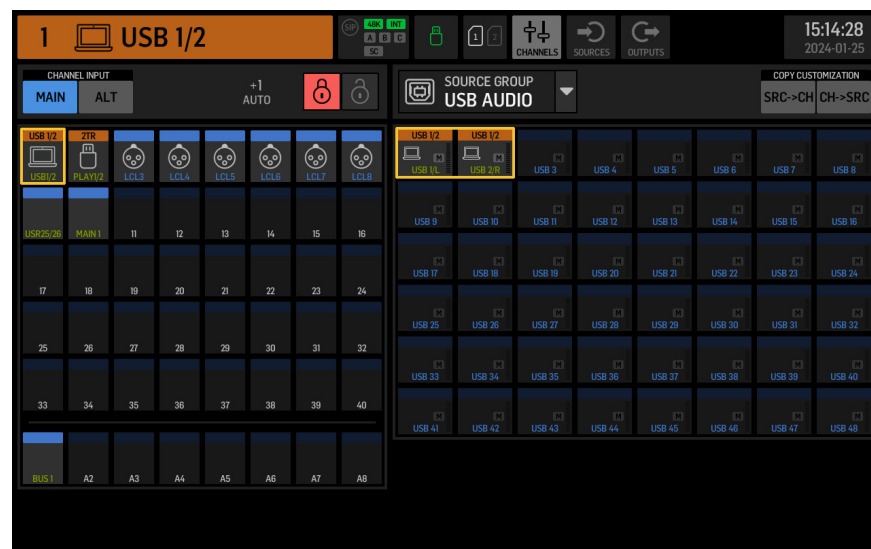 1 USB 1/2
SIP 48K INT
A B C
SC
1 2
CHANNELS
SOURCES
OUTPUTS
15:14:28
2024-01-25
CHANNEL INPUT
MAIN ALT
+1
AUTO
SOURCE GROUP
USB AUDIO
COPY CUSTOMIZATION
SRC->CH CH->SRC
USB 1/2 2TR
USB1/2 PLAY1/2 LCL3 LCL4 LCL5 LCL6 LCL7 LCL8
USR25/26 MAIN 1 11 12 13 14 15 16
17 18 19 20 21 22 23 24
25 26 27 28 29 30 31 32
33 34 35 36 37 38 39 40
BUS 1 A2 A3 A4 A5 A6 A7 A8
USB 1/2 USB 1/2
M M M M M M M M
USB 1/L USB 2/R USB 3 USB 4 USB 5 USB 6 USB 7 USB 8
M M M M M M M M
USB 9 USB 10 USB 11 USB 12 USB 13 USB 14 USB 15 USB 16
M M M M M M M M
USB 17 USB 18 USB 19 USB 20 USB 21 USB 22 USB 23 USB 24
M M M M M M M M
USB 25 USB 26 USB 27 USB 28 USB 29 USB 30 USB 31 USB 32
M M M M M M M M
USB 33 USB 34 USB 35 USB 36 USB 37 USB 38 USB 39 USB 40
M M M M M M M M
USB 41 USB 42 USB 43 USB 44 USB 45 USB 46 USB 47 USB 48